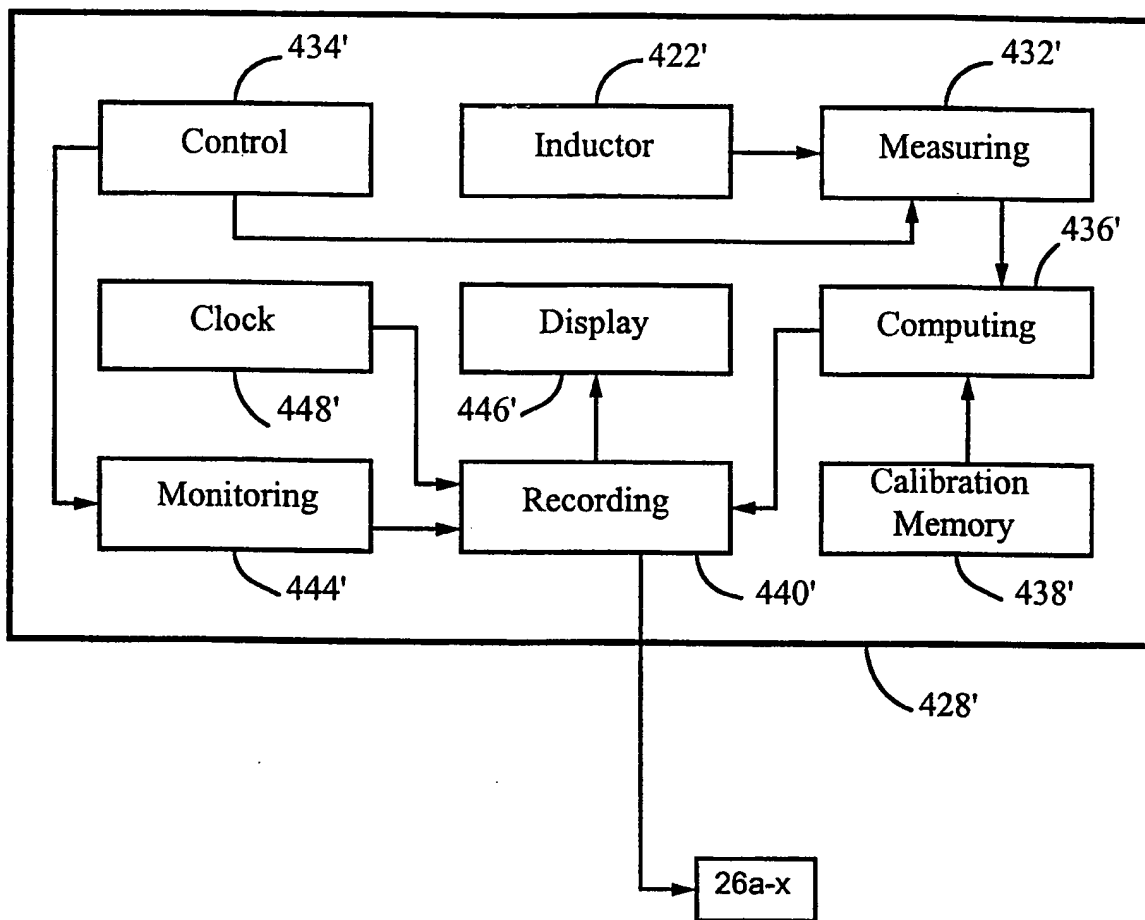 434'
422'
432'
Control
Inductor
Measuring
436'
Clock
Display
Computing
448'
446'
Monitoring
Recording
Calibration
Memory
444'
440'
438'
428'
26a-x